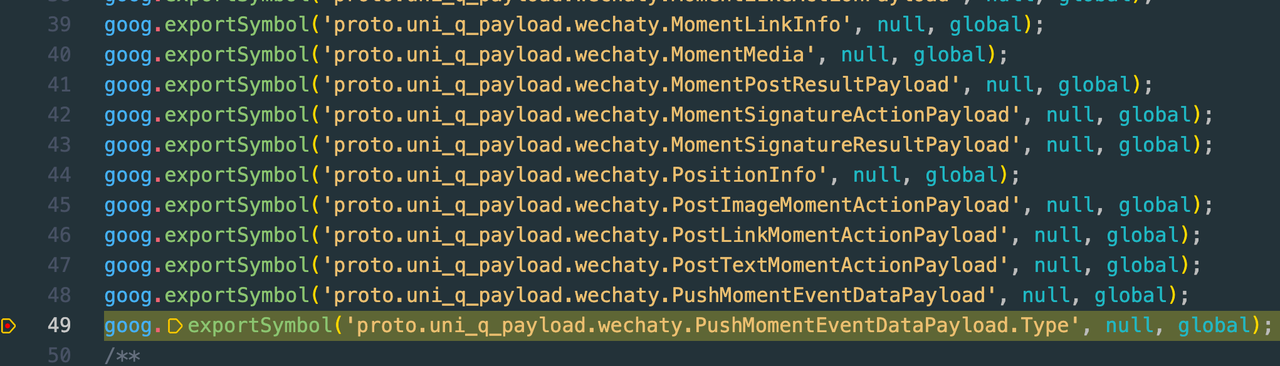 39 goog.exportSymbol('proto.uni_q_payload.wechaty.MomentLinkInfo', null, global);
40 goog.exportSymbol('proto.uni_q_payload.wechaty.MomentMedia', null, global);
41 goog.exportSymbol('proto.uni_q_payload.wechaty.MomentPostResultPayload', null, global);
42 goog.exportSymbol('proto.uni_q_payload.wechaty.MomentSignatureActionPayload', null, global);
43 goog.exportSymbol('proto.uni_q_payload.wechaty.MomentSignatureResultPayload', null, global);
44 goog.exportSymbol('proto.uni_q_payload.wechaty.PositionInfo', null, global);
45 goog.exportSymbol('proto.uni_q_payload.wechaty.PostImageMomentActionPayload', null, global);
46 goog.exportSymbol('proto.uni_q_payload.wechaty.PostLinkMomentActionPayload', null, global);
47 goog.exportSymbol('proto.uni_q_payload.wechaty.PostTextMomentActionPayload', null, global);
48 goog.exportSymbol('proto.uni_q_payload.wechaty.PushMomentEventDataPayload', null, global);
49 goog.exportSymbol('proto.uni_q_payload.wechaty.PushMomentEventDataPayload.Type', null, global);
50 /**